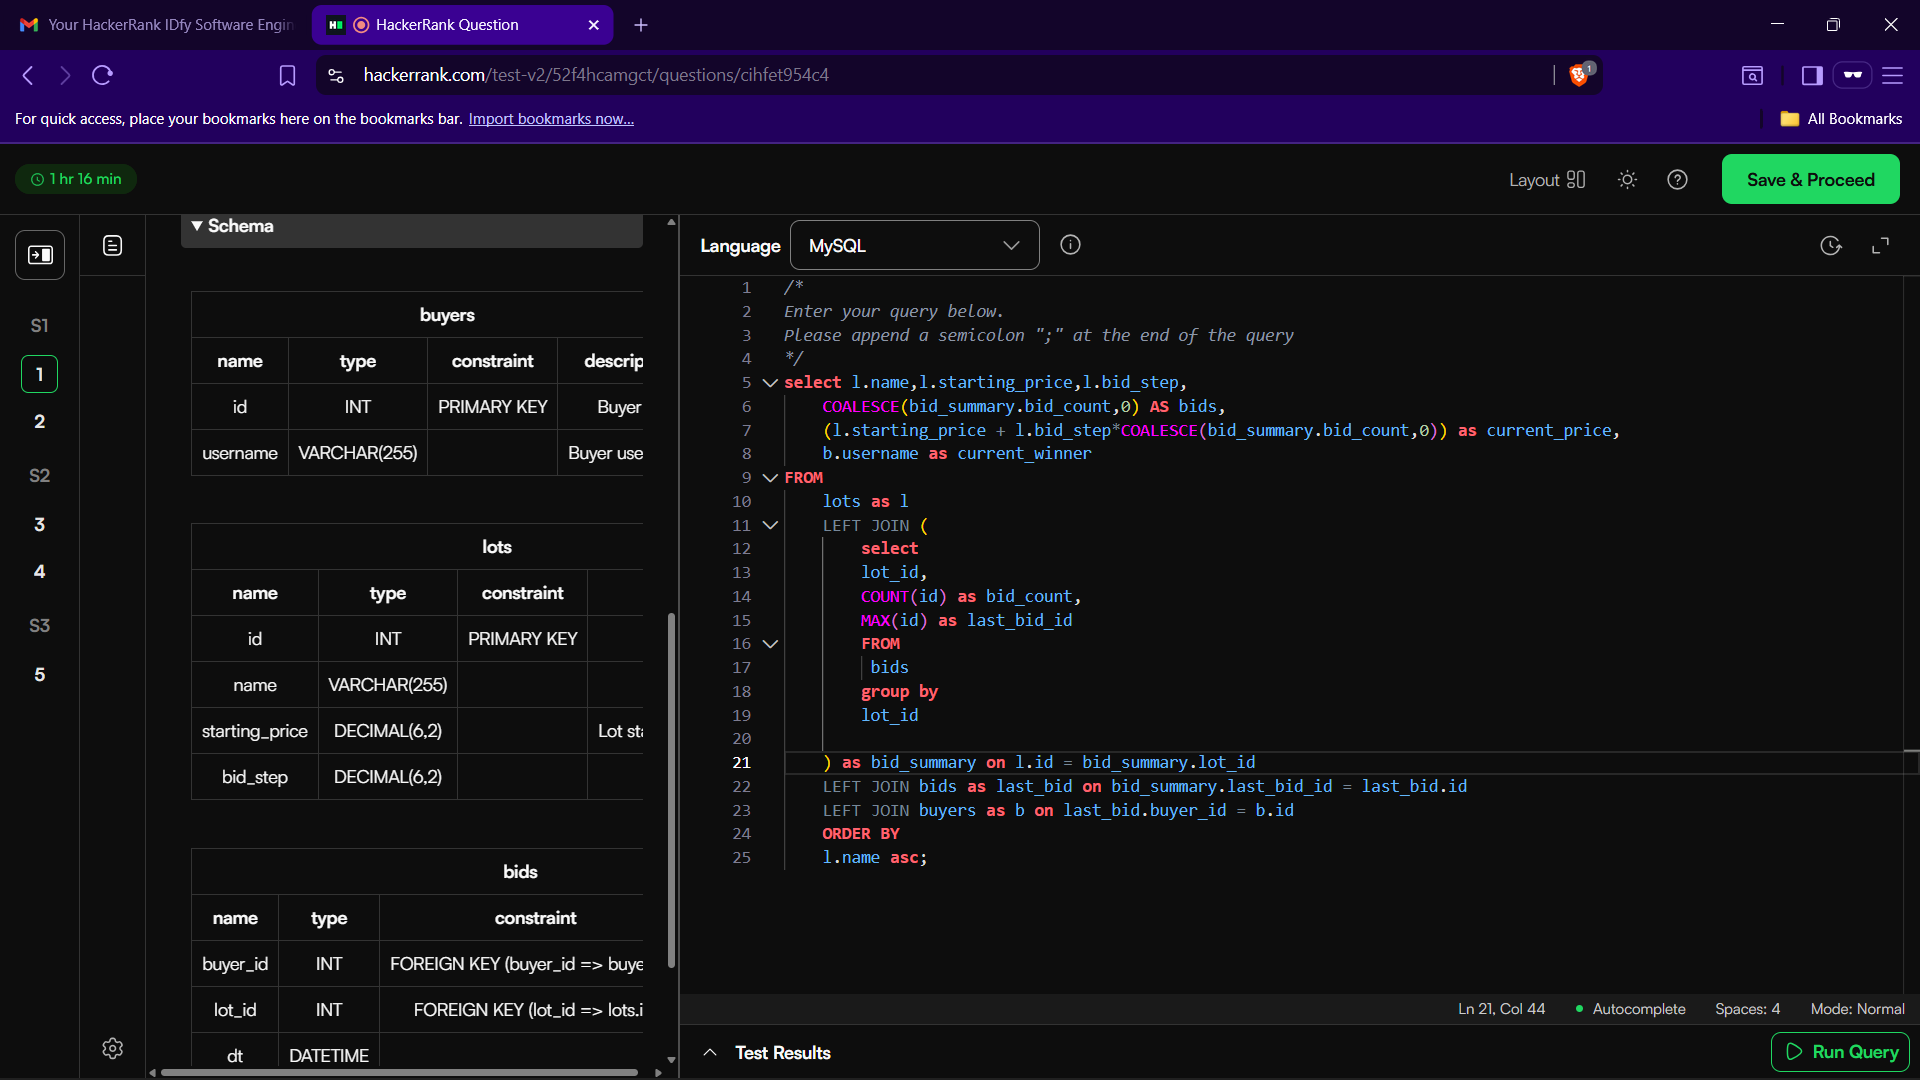 Your HackerRank IDfy Software Engin
HackerRank Question
hackerrank.com/test-v2/52f4hcamgct/questions/cihfet954c4
1
For quick access, place your bookmarks here on the bookmarks bar. Import bookmarks now...
All Bookmarks
1 hr 16 min
Layout
Save & Proceed
S1
1
2
S2
3
4
S3
5
Schema
buyers
name type constraint descrip
id INT PRIMARY KEY Buyer
username VARCHAR(255) Buyer use
lots
name type constraint
id INT PRIMARY KEY
name VARCHAR(255)
starting_price DECIMAL(6,2) Lot sta
bid_step DECIMAL(6,2)
bids
name type constraint
buyer_id INT FOREIGN KEY (buyer_id => buye
lot_id INT FOREIGN KEY (lot_id => lots.i
dt DATETIME
Language MySQL
1 /*
2 Enter your query below.
3 Please append a semicolon ";" at the end of the query
4 */
5 select l.name,l.starting_price,l.bid_step,
6 COALESCE(bid_summary.bid_count,0) AS bids,
7 (l.starting_price + l.bid_step*COALESCE(bid_summary.bid_count,0)) as current_price,
8 b.username as current_winner
9 FROM
10 lots as l
11 LEFT JOIN (
12 select
13 lot_id,
14 COUNT(id) as bid_count,
15 MAX(id) as last_bid_id
16 FROM
17 bids
18 group by
19 lot_id
20
21 ) as bid_summary on l.id = bid_summary.lot_id
22 LEFT JOIN bids as last_bid on bid_summary.last_bid_id = last_bid.id
23 LEFT JOIN buyers as b on last_bid.buyer_id = b.id
24 ORDER BY
25 l.name asc;
Ln 21, Col 44 Autocomplete Spaces: 4 Mode: Normal
Test Results
Run Query